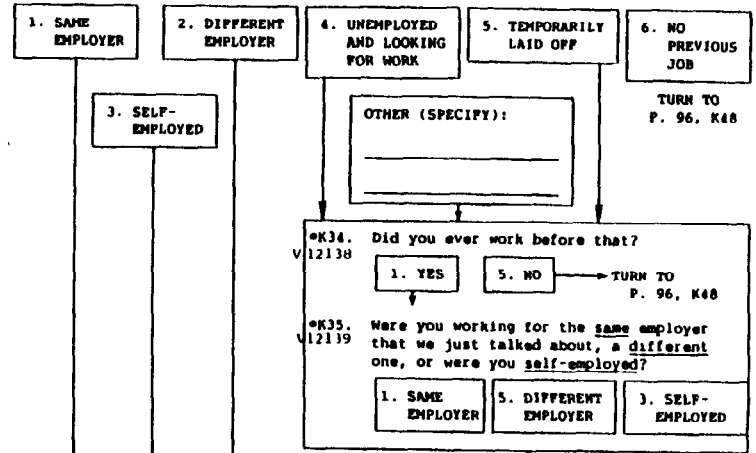 1. SAME
EMPLOYER
2. DIFFERENT
EMPLOYER
4. UNEMPLOYED
AND LOOKING
FOR WORK
5. TEMPORARILY
LAID OFF
6. NO
PREVIOUS
JOB
TURN TO
P. 96, K48
3. SELF-
EMPLOYED
OTHER (SPECIFY):
*K34. Did you ever work before that?
V12138
1. YES
5. NO
TURN TO
P. 96, K48
*K35. Were you working for the same employer
V12139 that we just talked about, a different
one, or were you self-employed?
1. SAME
EMPLOYER
5. DIFFERENT
EMPLOYER
3. SELF-
EMPLOYED